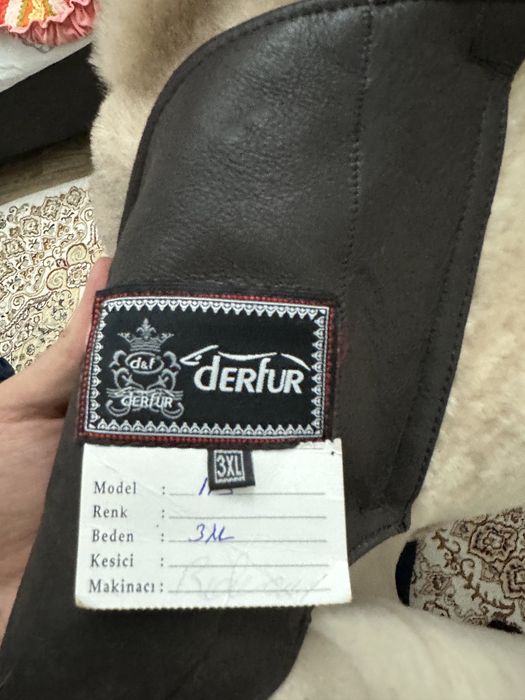 d&f
DERFUR
DERFUR
3XL
Model :
Renk :
Beden : 3XL
Kesici :
Makinacı :